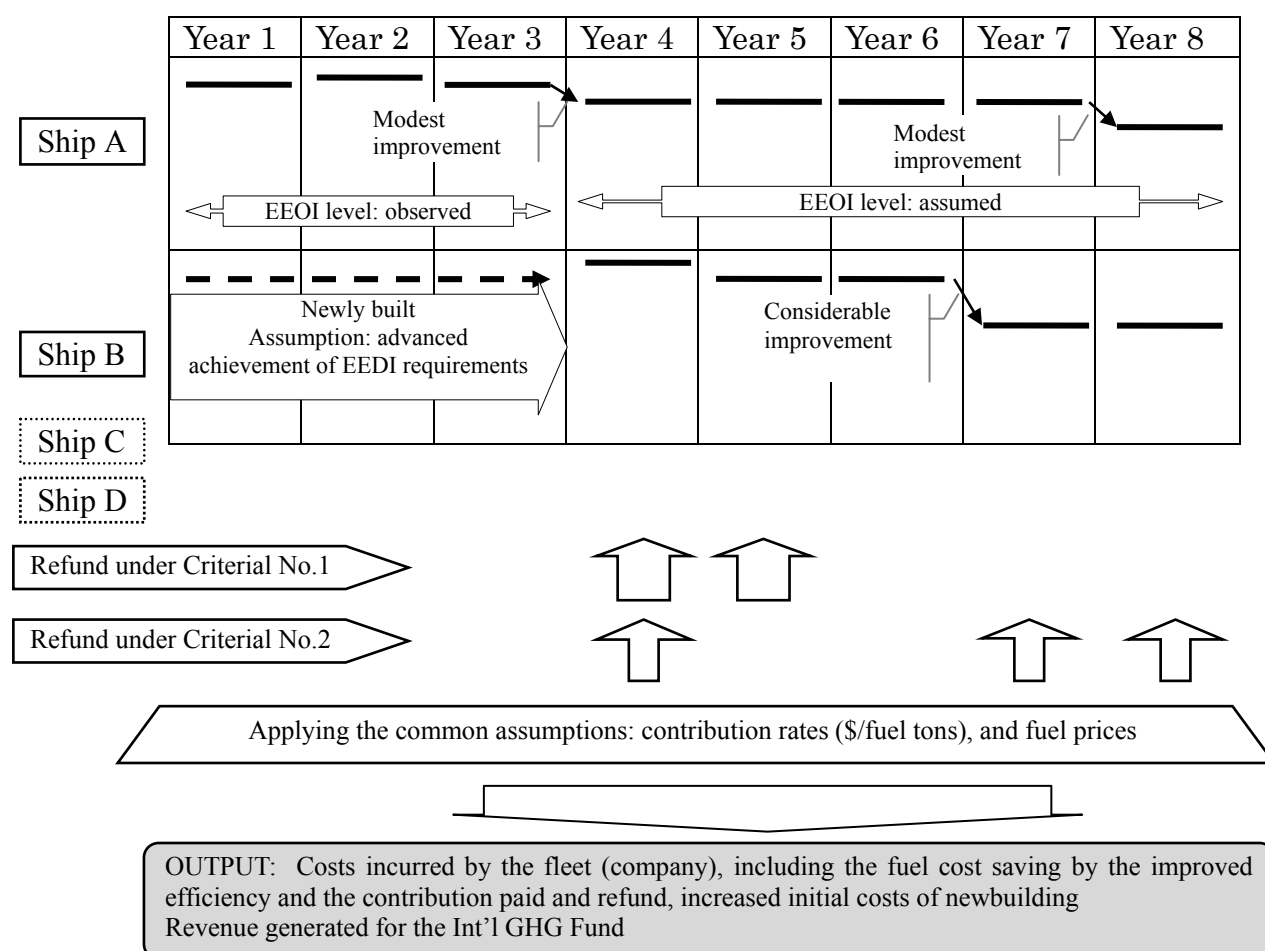 Year 1 Year 2 Year 3 Year 4 Year 5 Year 6 Year 7 Year 8
Ship A
Modest
improvement
Modest
improvement
EEOI level: observed
EEOI level: assumed
Ship B
Newly built
Assumption: advanced
achievement of EEDI requirements
Considerable
improvement
Ship C
Ship D
Refund under Criterial No.1
Refund under Criterial No.2
Applying the common assumptions: contribution rates ($/fuel tons), and fuel prices
OUTPUT: Costs incurred by the fleet (company), including the fuel cost saving by the improved
efficiency and the contribution paid and refund, increased initial costs of newbuilding
Revenue generated for the Int’l GHG Fund